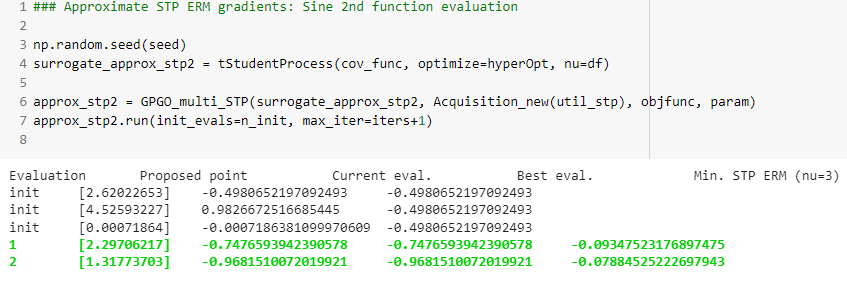 1 ### Approximate STP ERM gradients: Sine 2nd function evaluation
2
3 np.random.seed(seed)
4 surrogate_approx_stp2 = tStudentProcess(cov_func, optimize=hyperOpt, nu=df)
5
6 approx_stp2 = GPGO_multi_STP(surrogate_approx_stp2, Acquisition_new(util_stp), objfunc, param)
7 approx_stp2.run(init_evals=n_init, max_iter=iters+1)
8
Evaluation Proposed point Current eval. Best eval. Min. STP ERM (nu=3)
init [2.62022653] -0.4980652197092493 -0.4980652197092493
init [4.52593227] 0.9826672516685445 -0.4980652197092493
init [0.00071864] -0.0007186381099970609 -0.4980652197092493
1 [2.29706217] -0.7476593942390578 -0.7476593942390578 -0.09347523176897475
2 [1.31773703] -0.9681510072019921 -0.9681510072019921 -0.07884525222697943